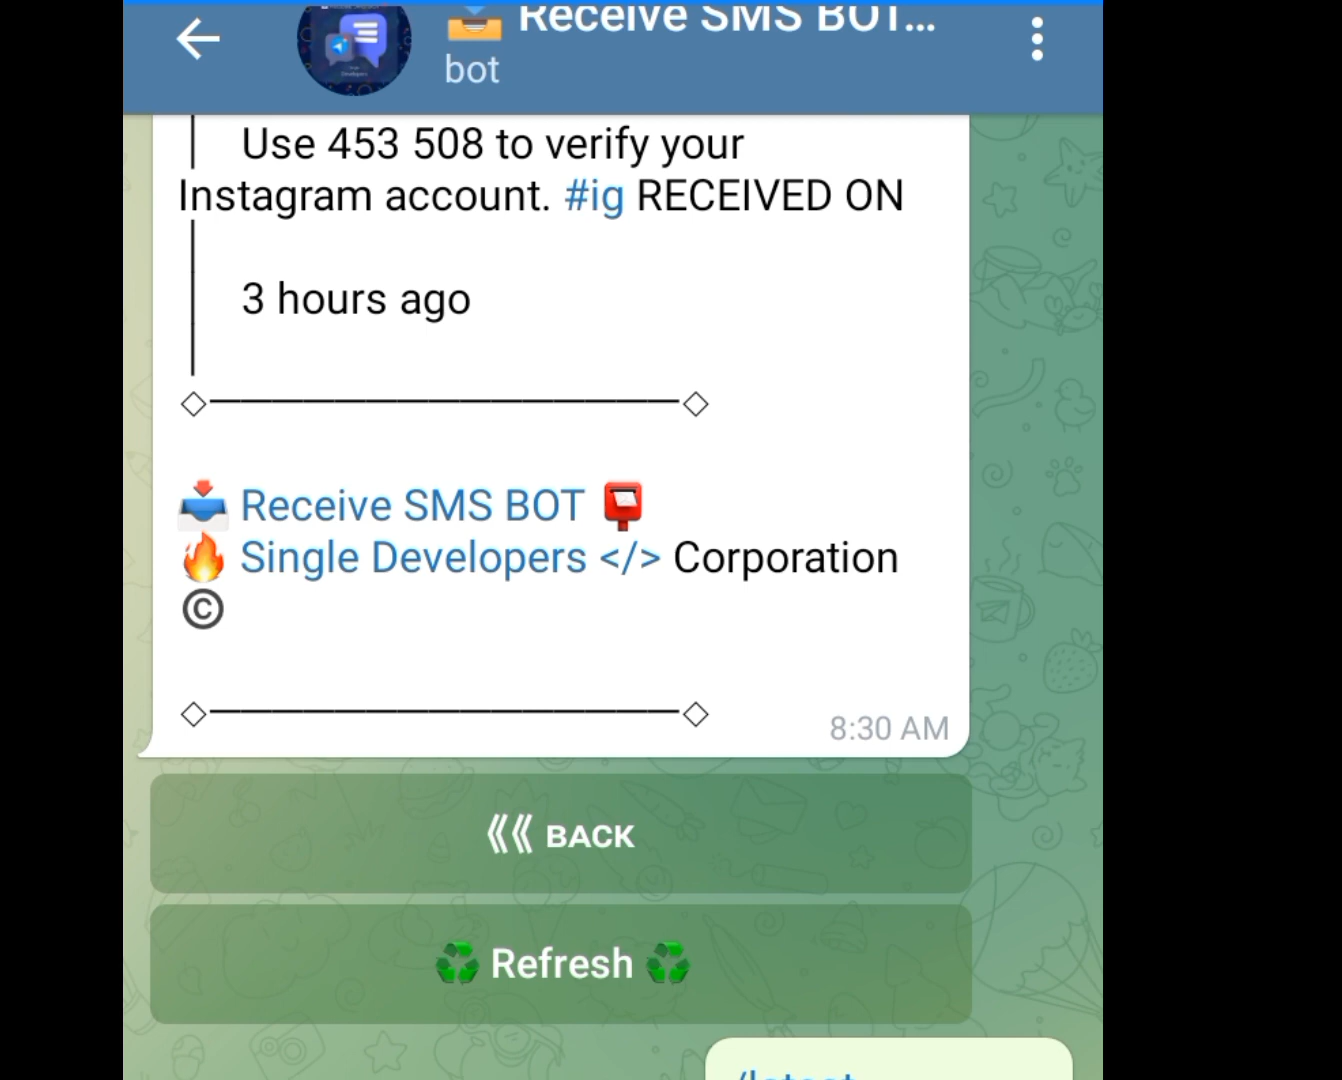 📥 Receive SMS BOT...
bot
Use 453 508 to verify your
Instagram account. #ig RECEIVED ON
3 hours ago
📥 Receive SMS BOT 📮
🔥 Single Developers </> Corporation
©
8:30 AM
⟪⟪ BACK
♻ Refresh ♻
/latest